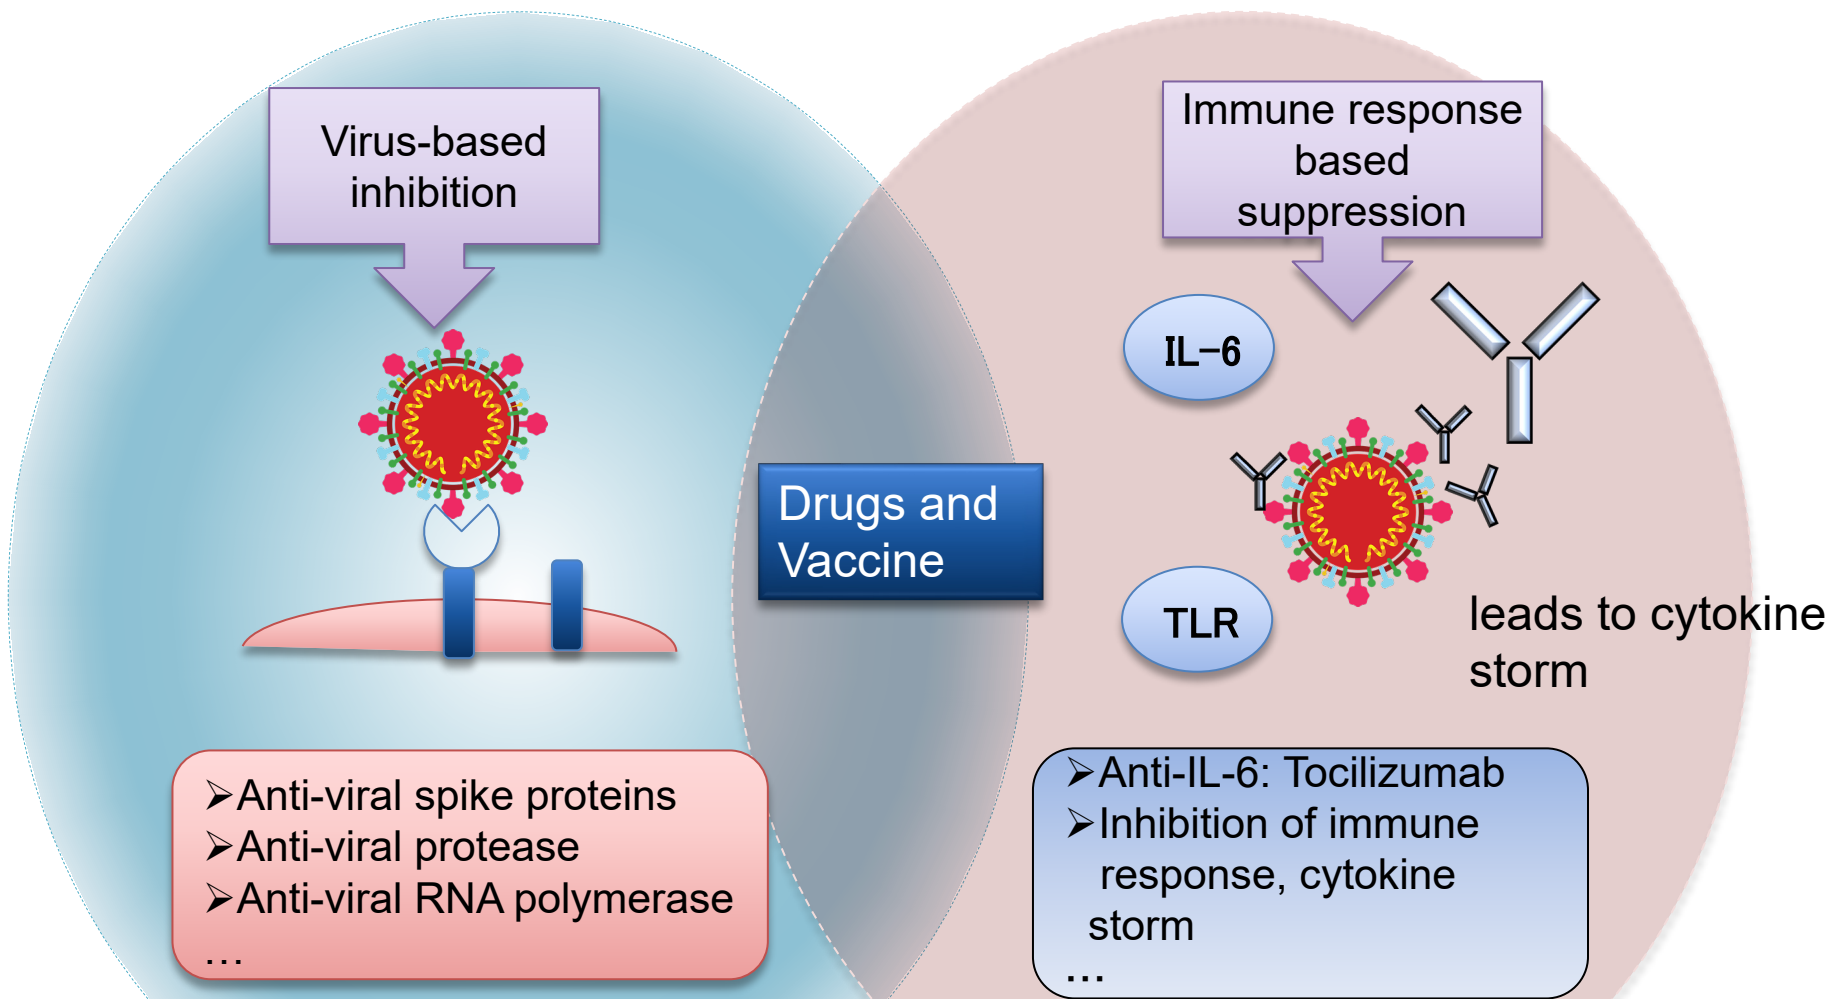 Virus-based
inhibition
Immune response
based
suppression
IL-6
Drugs and
Vaccine
TLR
leads to cytokine
storm
➢Anti-viral spike proteins
➢Anti-viral protease
➢Anti-viral RNA polymerase
...
➢Anti-IL-6: Tocilizumab
➢Inhibition of immune
response, cytokine
storm
...